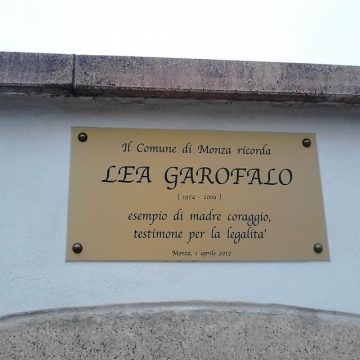 Il Comune di Monza ricorda
LEA GAROFALO
( 1974 - 2009 )
esempio di madre coraggio,
testimone per la legalita'
Monza, 1 aprile 2012